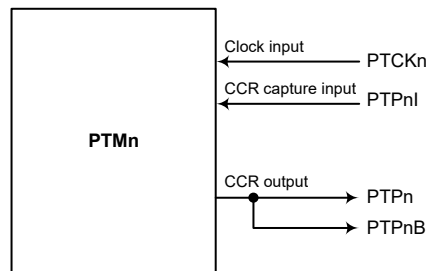 Clock input
PTCKn
CCR capture input
PTPnI
PTMn
CCR output
PTPn
PTPnB